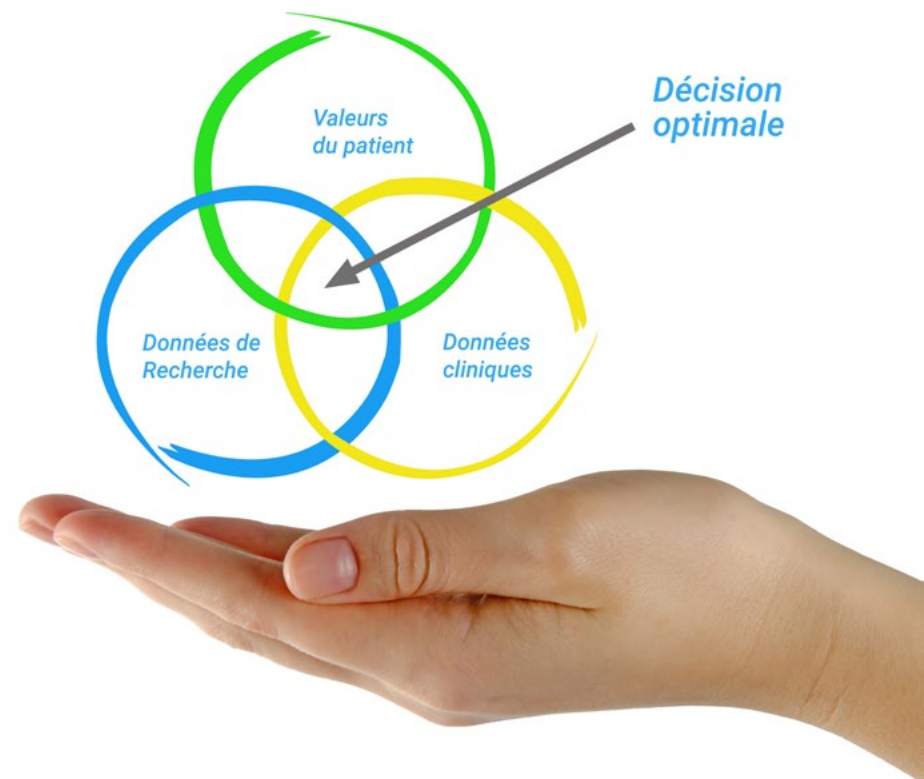 Valeurs
du patient
Décision
optimale
Données de
Recherche
Données
cliniques